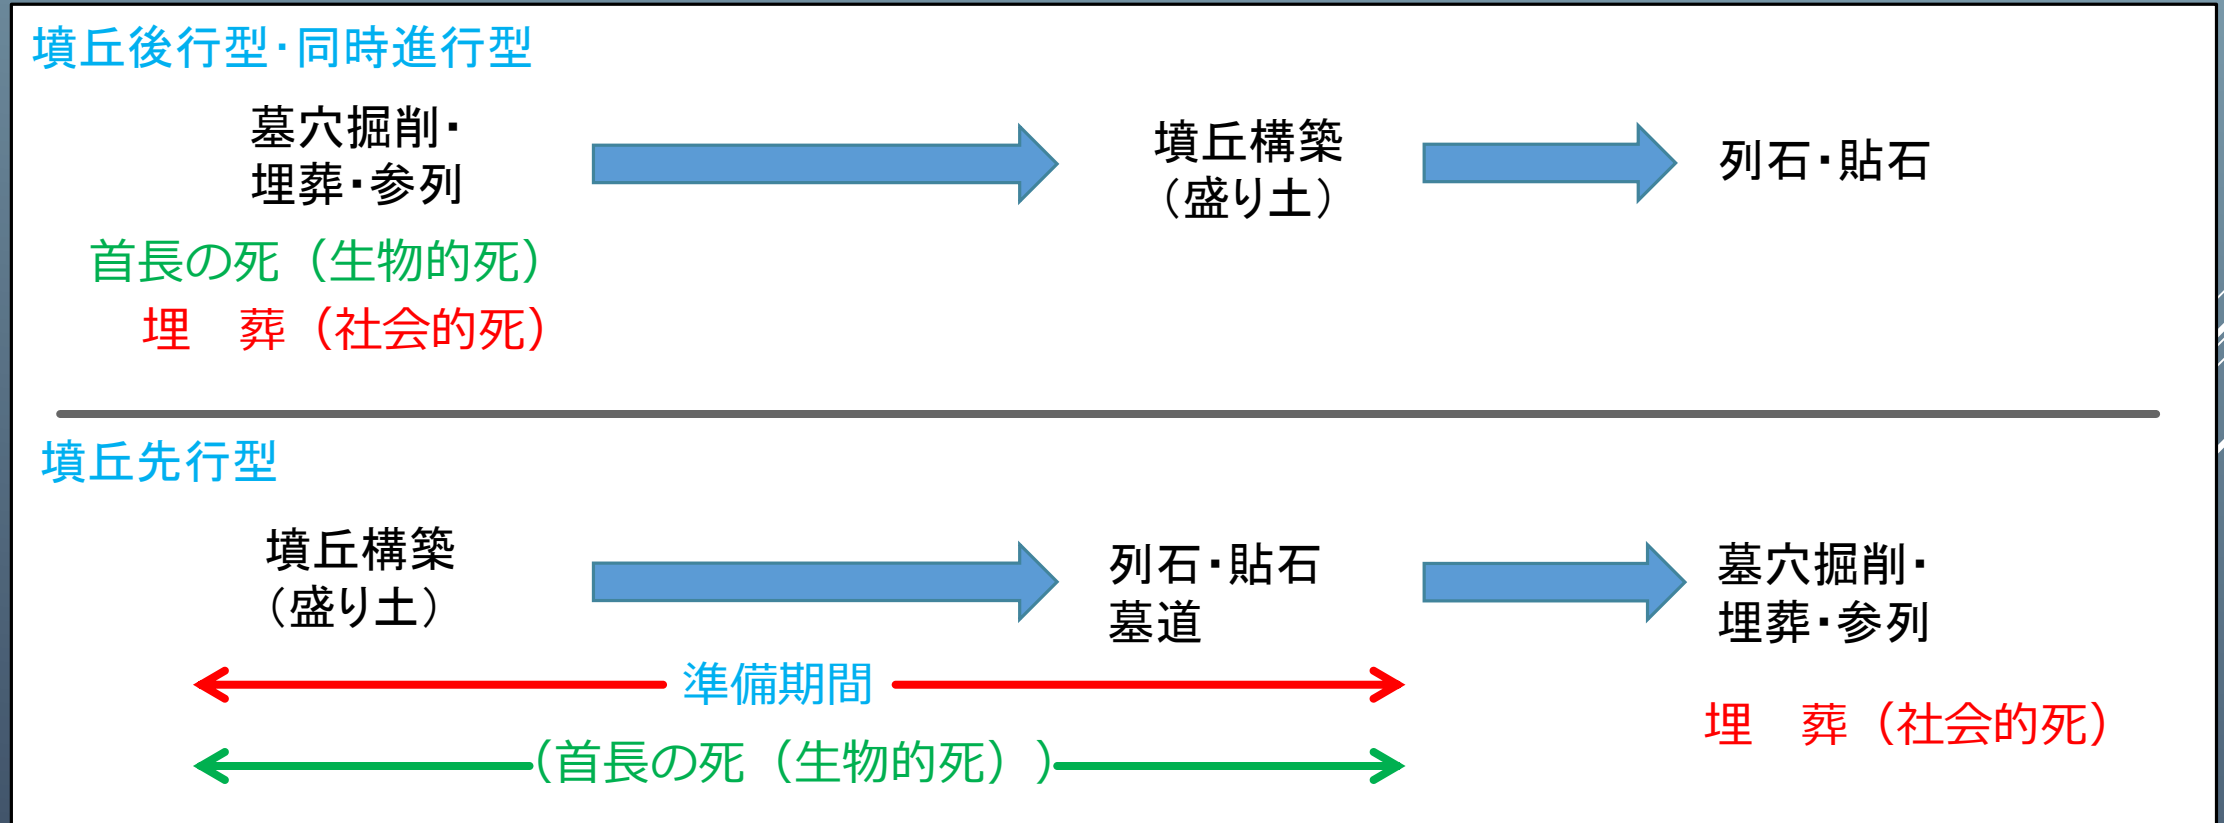 墳丘後行型・同時進行型
墓穴掘削・
埋葬・参列
墳丘構築
（盛り土）
列石・貼石
首長の死（生物的死）
埋　葬（社会的死）
墳丘先行型
墳丘構築
（盛り土）
列石・貼石
墓道
墓穴掘削・
埋葬・参列
準備期間
埋　葬（社会的死）
（首長の死（生物的死））